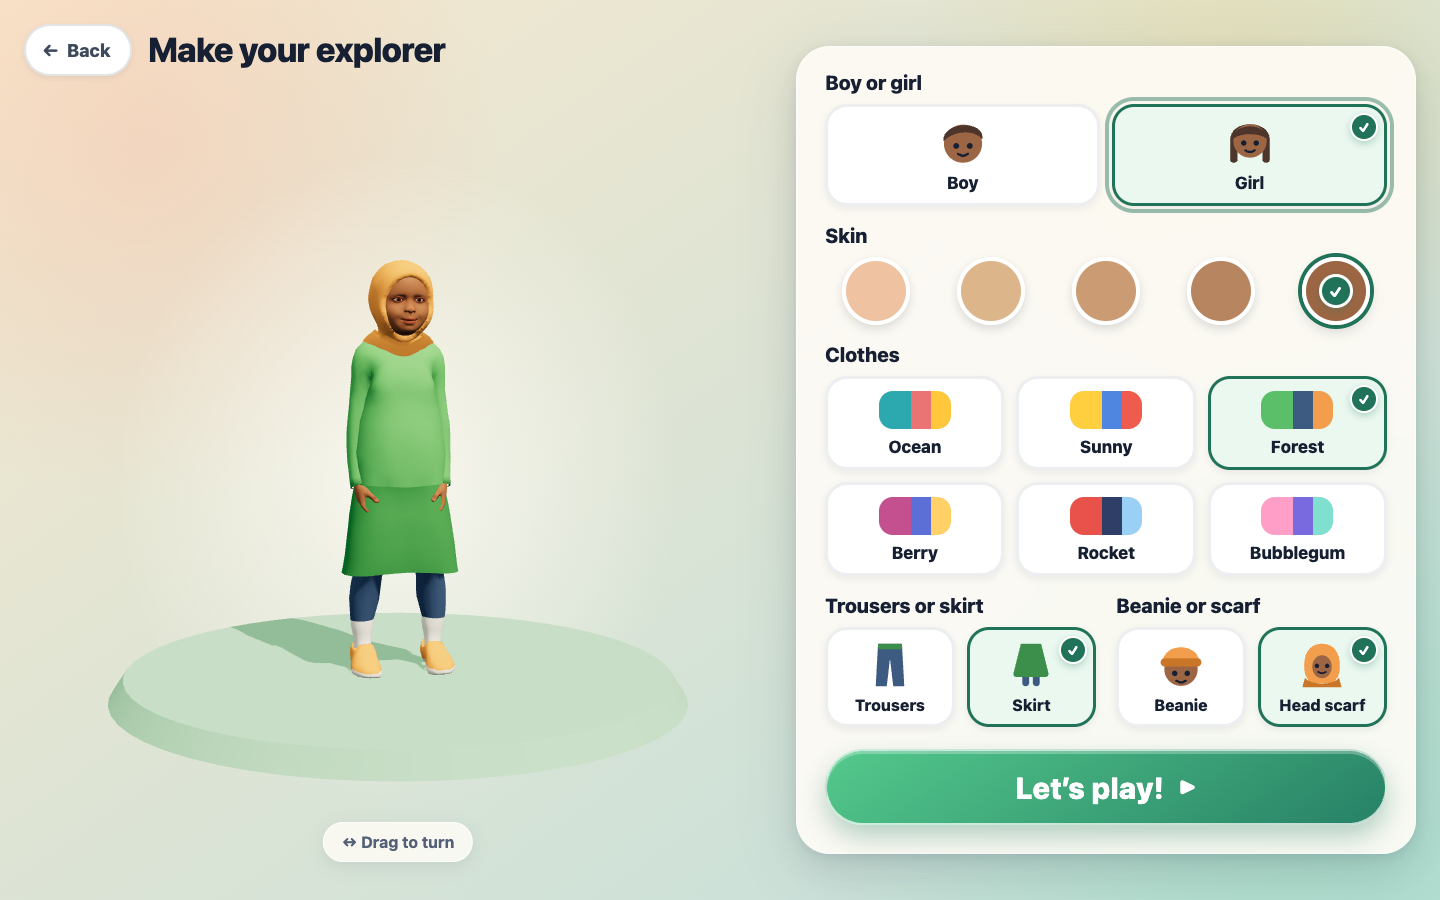 Back
Make your explorer
Boy or girl
Boy
Girl
Skin
Clothes
Ocean
Sunny
Forest
Berry
Rocket
Bubblegum
Trousers or skirt
Beanie or scarf
Trousers
Skirt
Beanie
Head scarf
Let's play!
Drag to turn